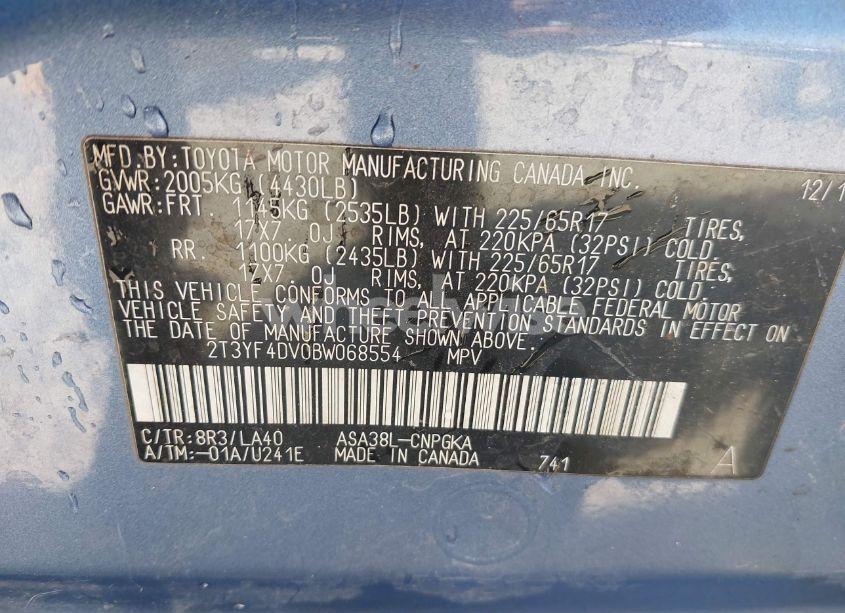 MFD.BY:TOYOTA MOTOR MANUFACTURING CANADA INC.
12/1
GVWR:2005KG (4430LB)
GAWR:FRT. 1145KG (2535LB) WITH 225/65R17 TIRES,
17X7.0J RIMS, AT 220KPA (32PSI) COLD.
RR. 1100KG (2435LB) WITH 225/65R17 TIRES,
17X7.0J RIMS, AT 220KPA (32PSI) COLD.
THIS VEHICLE CONFORMS TO ALL APPLICABLE FEDERAL MOTOR
VEHICLE SAFETY AND THEFT PREVENTION STANDARDS IN EFFECT ON
THE DATE OF MANUFACTURE SHOWN ABOVE.
2T3YF4DV0BW068554 MPV
C/TR:8R3/LA40 ASA38L-CNPGKA
A/TM:-01A/U241E MADE IN CANADA 741 A